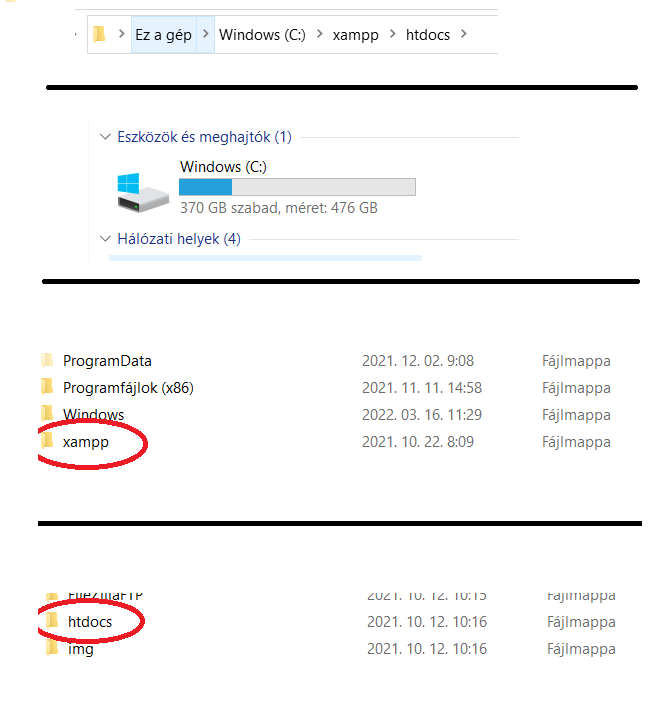 Ez a gép > Windows (C:) > xampp > htdocs >
Eszközök és meghajtók (1)
Windows (C:)
370 GB szabad, méret: 476 GB
Hálózati helyek (4)
ProgramData 2021. 12. 02. 9:08 Fájlmappa
Programfájlok (x86) 2021. 11. 11. 14:58 Fájlmappa
Windows 2022. 03. 16. 11:29 Fájlmappa
xampp 2021. 10. 22. 8:09 Fájlmappa
FileZillaFTP 2021. 10. 12. 10:15 Fájlmappa
htdocs 2021. 10. 12. 10:16 Fájlmappa
img 2021. 10. 12. 10:16 Fájlmappa